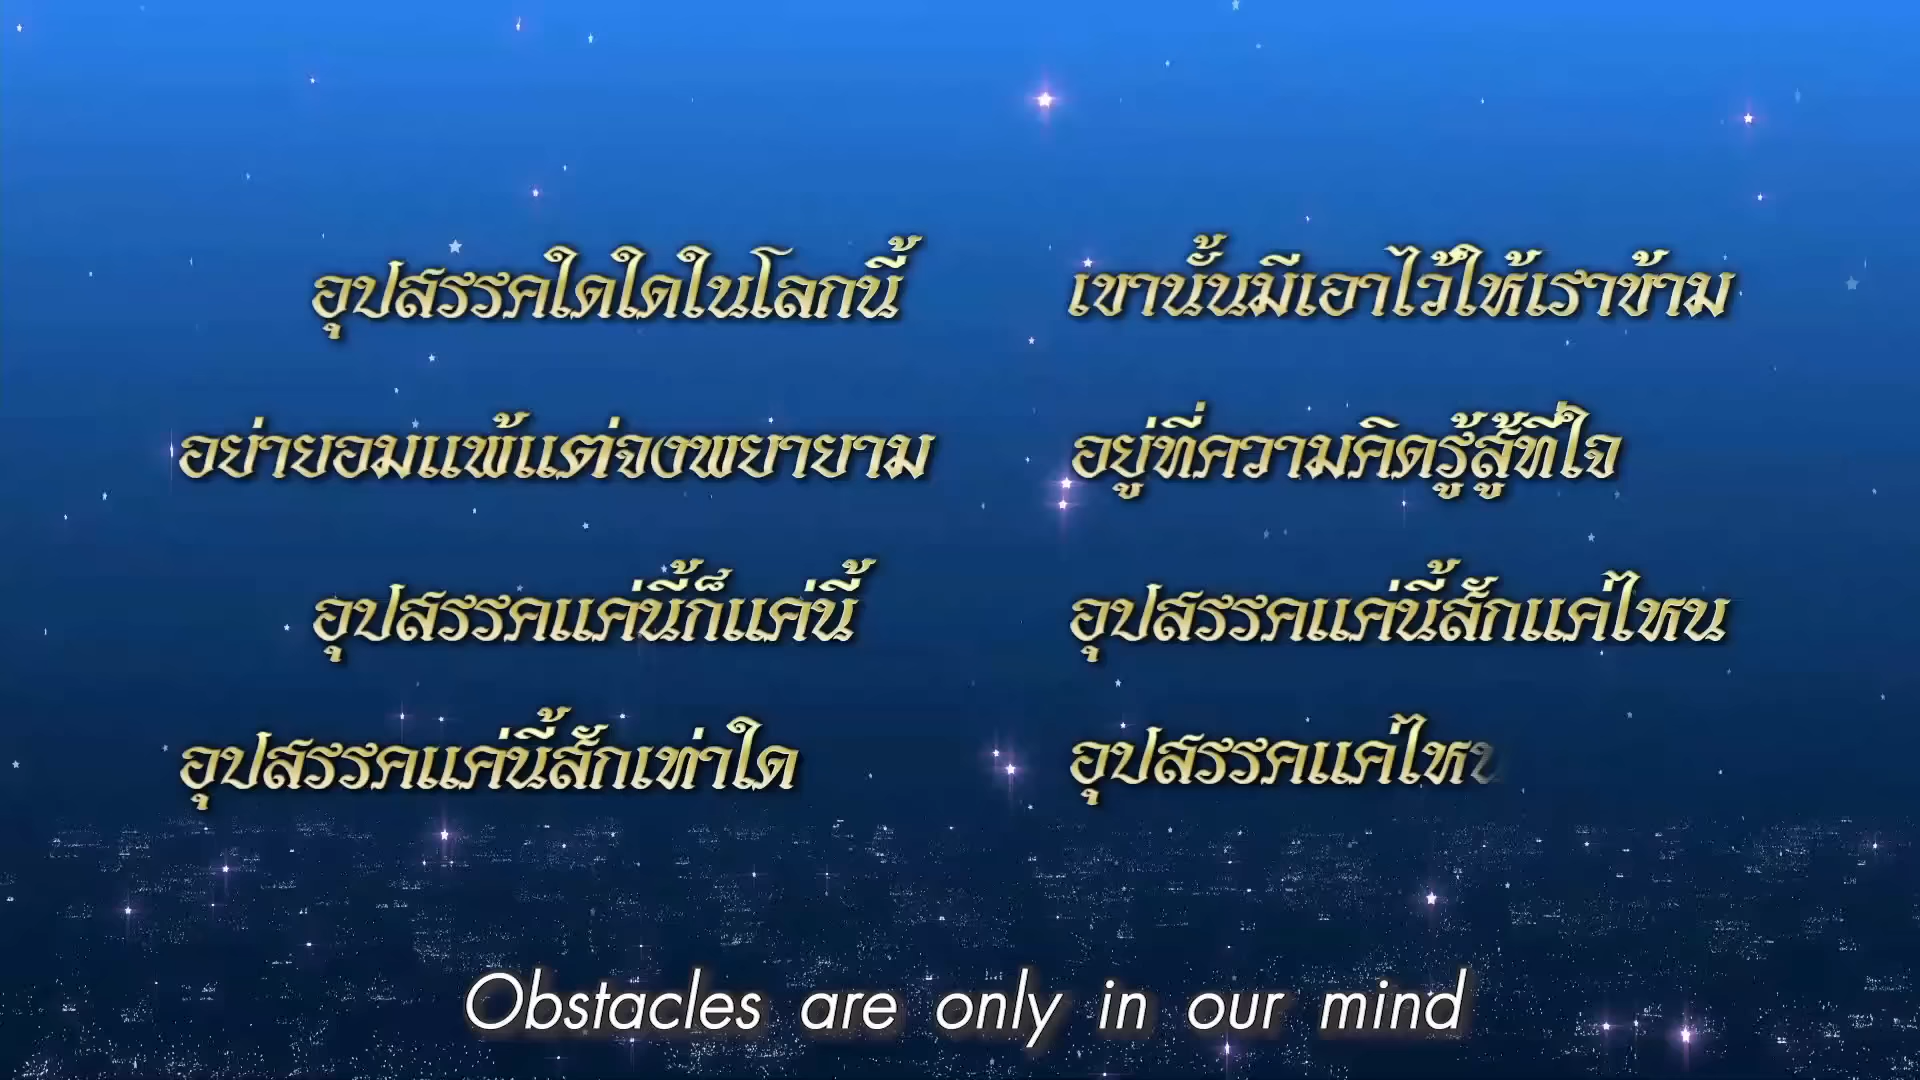 อุปสรรคใดใดในโลกนี้ เขานั้นมีเอาไว้ให้เราข้าม
อย่ายอมแพ้แต่จงพยายาม อยู่ที่ความคิดรู้สู้ที่ใจ
อุปสรรคแค่นี้ก็แค่นี้ อุปสรรคแค่นี้สักแค่ไหน
อุปสรรคแค่นี้สักเท่าใด อุปสรรคแค่ไหน
Obstacles are only in our mind